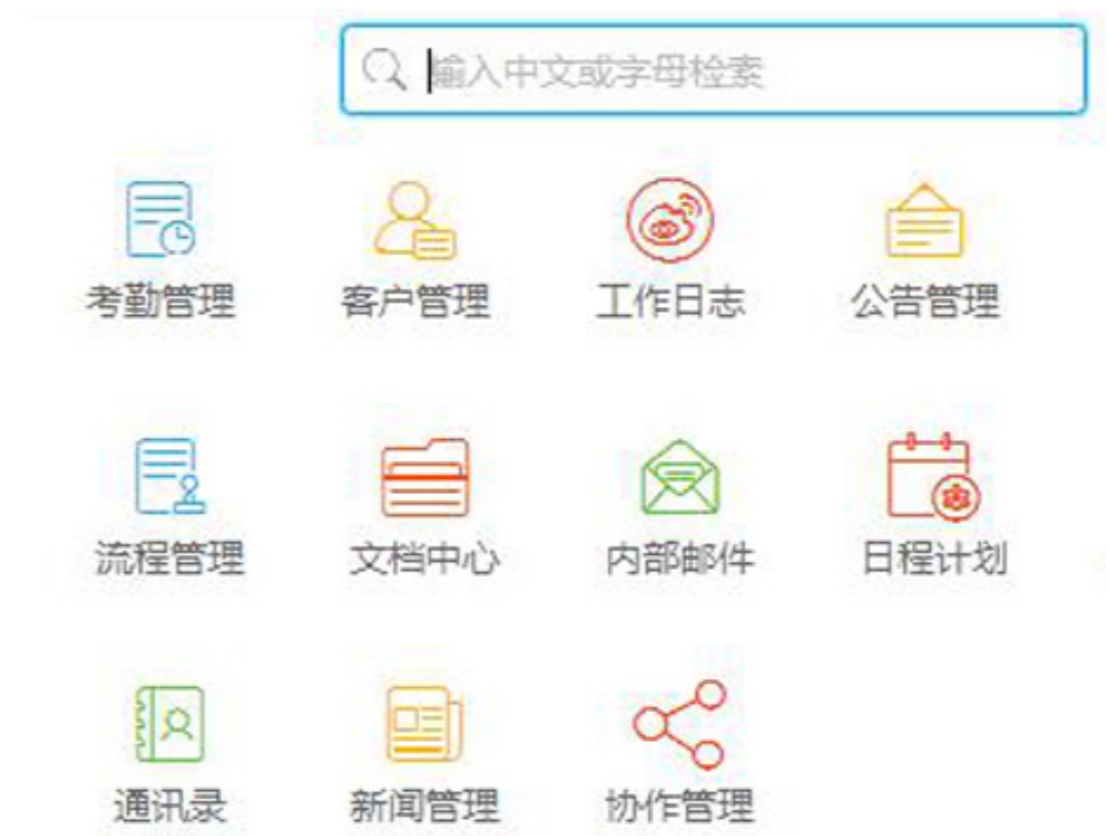 输入中文或字母检索
考勤管理 客户管理 工作日志 公告管理
流程管理 文档中心 内部邮件 日程计划
通讯录 新闻管理 协作管理